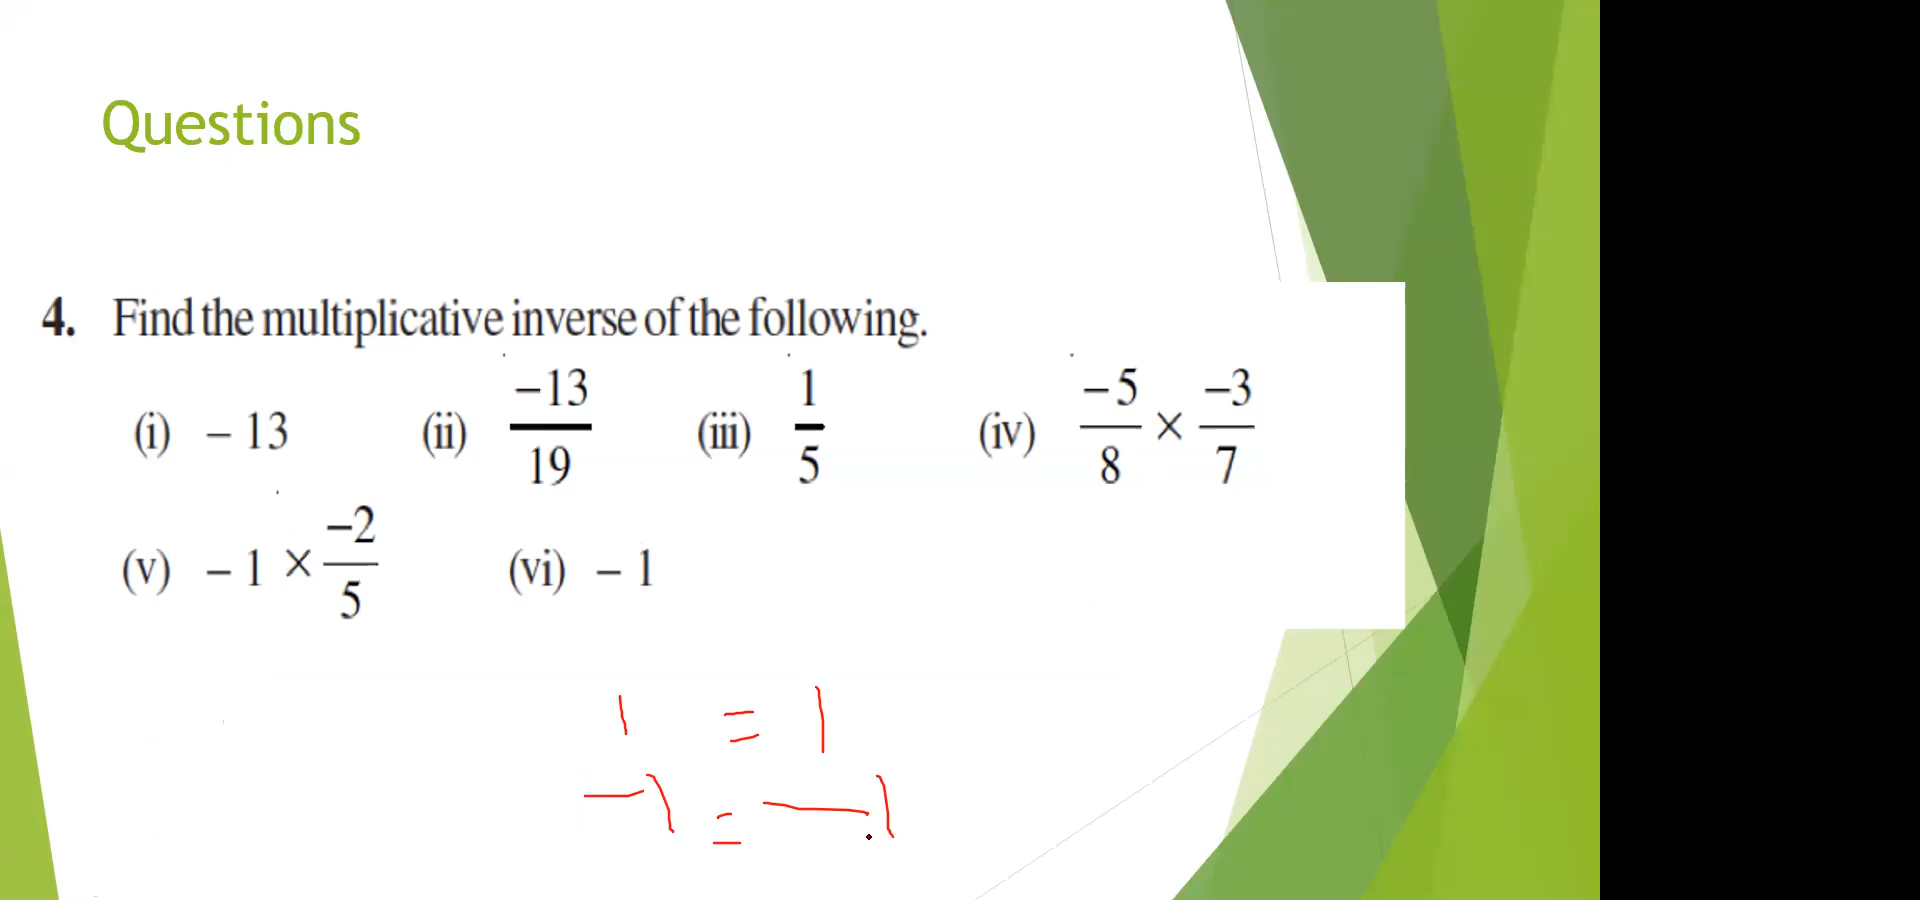 Questions
4. Find the multiplicative inverse of the following.
(i) – 13 (ii) –13/19 (iii) 1/5 (iv) –5/8 × –3/7
(v) – 1 × –2/5 (vi) – 1
1 = 1
–1 = –1